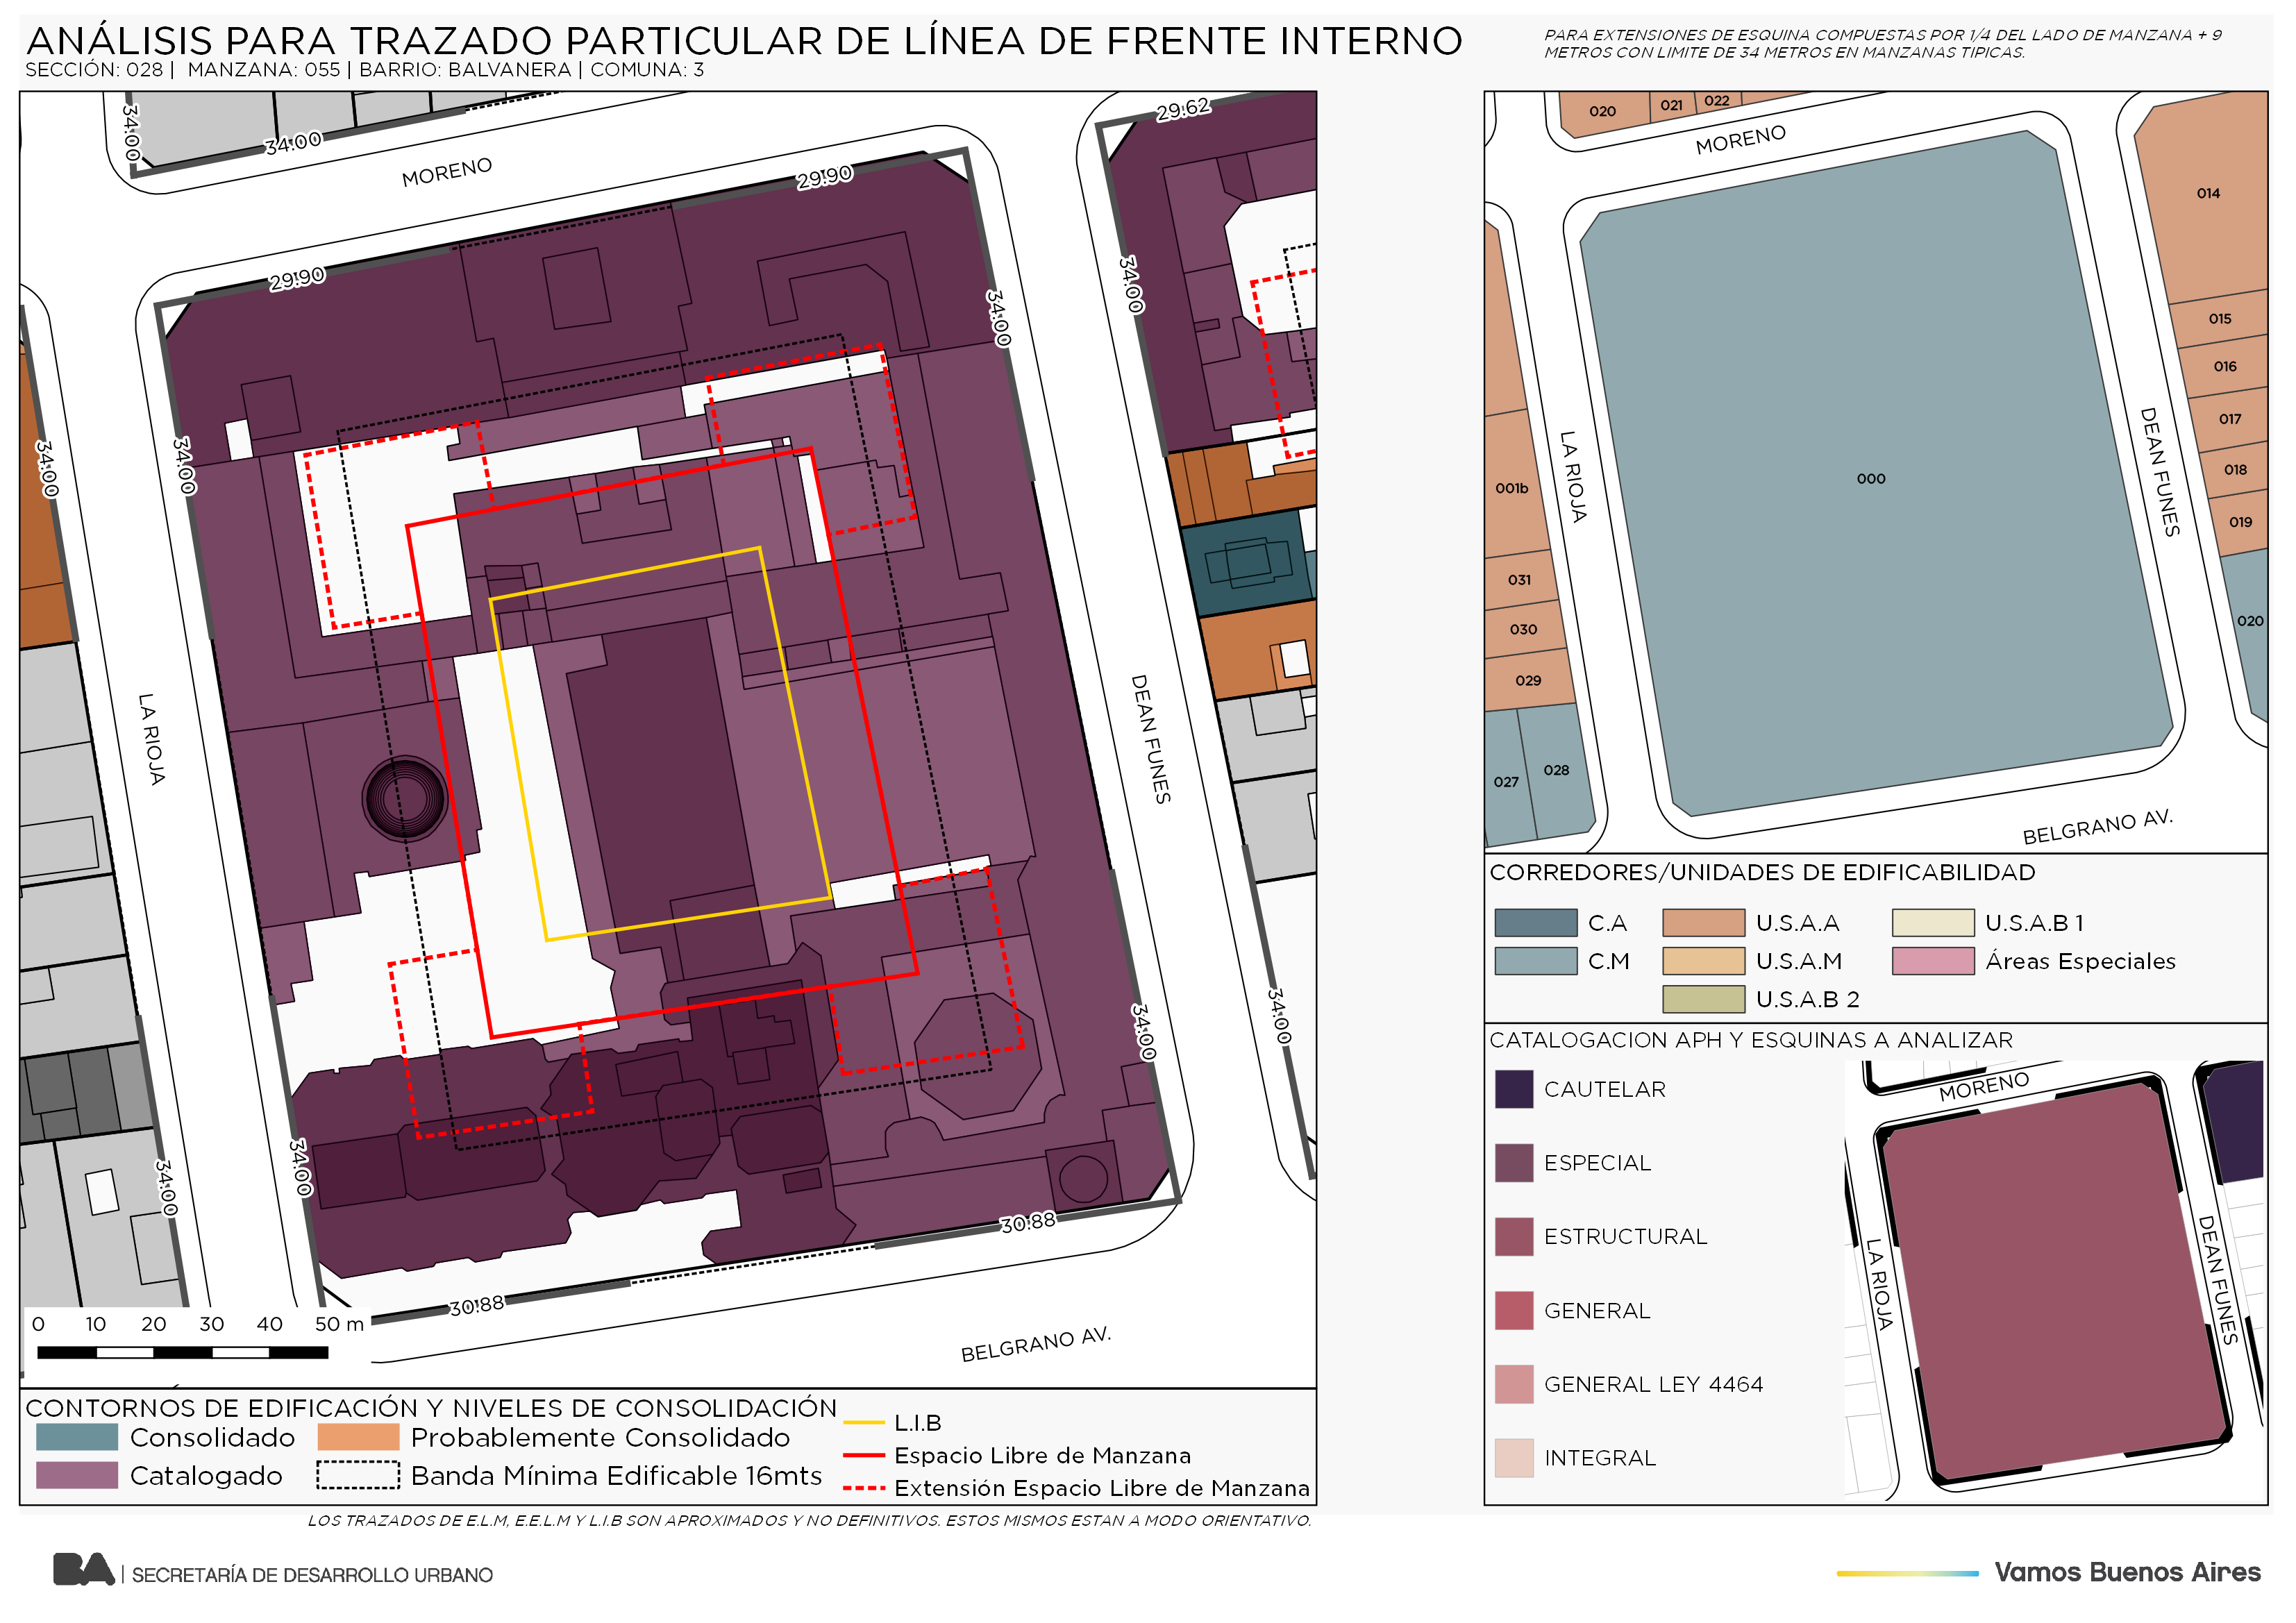 ANÁLISIS PARA TRAZADO PARTICULAR DE LÍNEA DE FRENTE INTERNO
SECCIÓN: 028 | MANZANA: 055 | BARRIO: BALVANERA | COMUNA: 3
PARA EXTENSIONES DE ESQUINA COMPUESTAS POR 1/4 DEL LADO DE MANZANA + 9
METROS CON LIMITE DE 34 METROS EN MANZANAS TIPICAS.
34.00
34.00
MORENO
29.90
29.62
29.90
34.00
34.00
34.00
34.00
LA RIOJA
DEAN FUNES
34.00
34.00
34.00
34.00
30.88
30.88
BELGRANO AV.
0 10 20 30 40 50 m
CONTORNOS DE EDIFICACIÓN Y NIVELES DE CONSOLIDACIÓN
Consolidado
Probablemente Consolidado
Catalogado
Banda Mínima Edificable 16mts
L.I.B
Espacio Libre de Manzana
Extensión Espacio Libre de Manzana
020
021
022
MORENO
014
015
016
017
018
019
020
DEAN FUNES
000
LA RIOJA
001b
031
030
029
028
027
BELGRANO AV.
CORREDORES/UNIDADES DE EDIFICABILIDAD
C.A
U.S.A.A
U.S.A.B 1
C.M
U.S.A.M
Áreas Especiales
U.S.A.B 2
CATALOGACION APH Y ESQUINAS A ANALIZAR
CAUTELAR
ESPECIAL
ESTRUCTURAL
GENERAL
GENERAL LEY 4464
INTEGRAL
MORENO
LA RIOJA
DEAN FUNES
LOS TRAZADOS DE E.L.M, E.E.L.M Y L.I.B SON APROXIMADOS Y NO DEFINITIVOS. ESTOS MISMOS ESTAN A MODO ORIENTATIVO.
BA | SECRETARÍA DE DESARROLLO URBANO
Vamos Buenos Aires